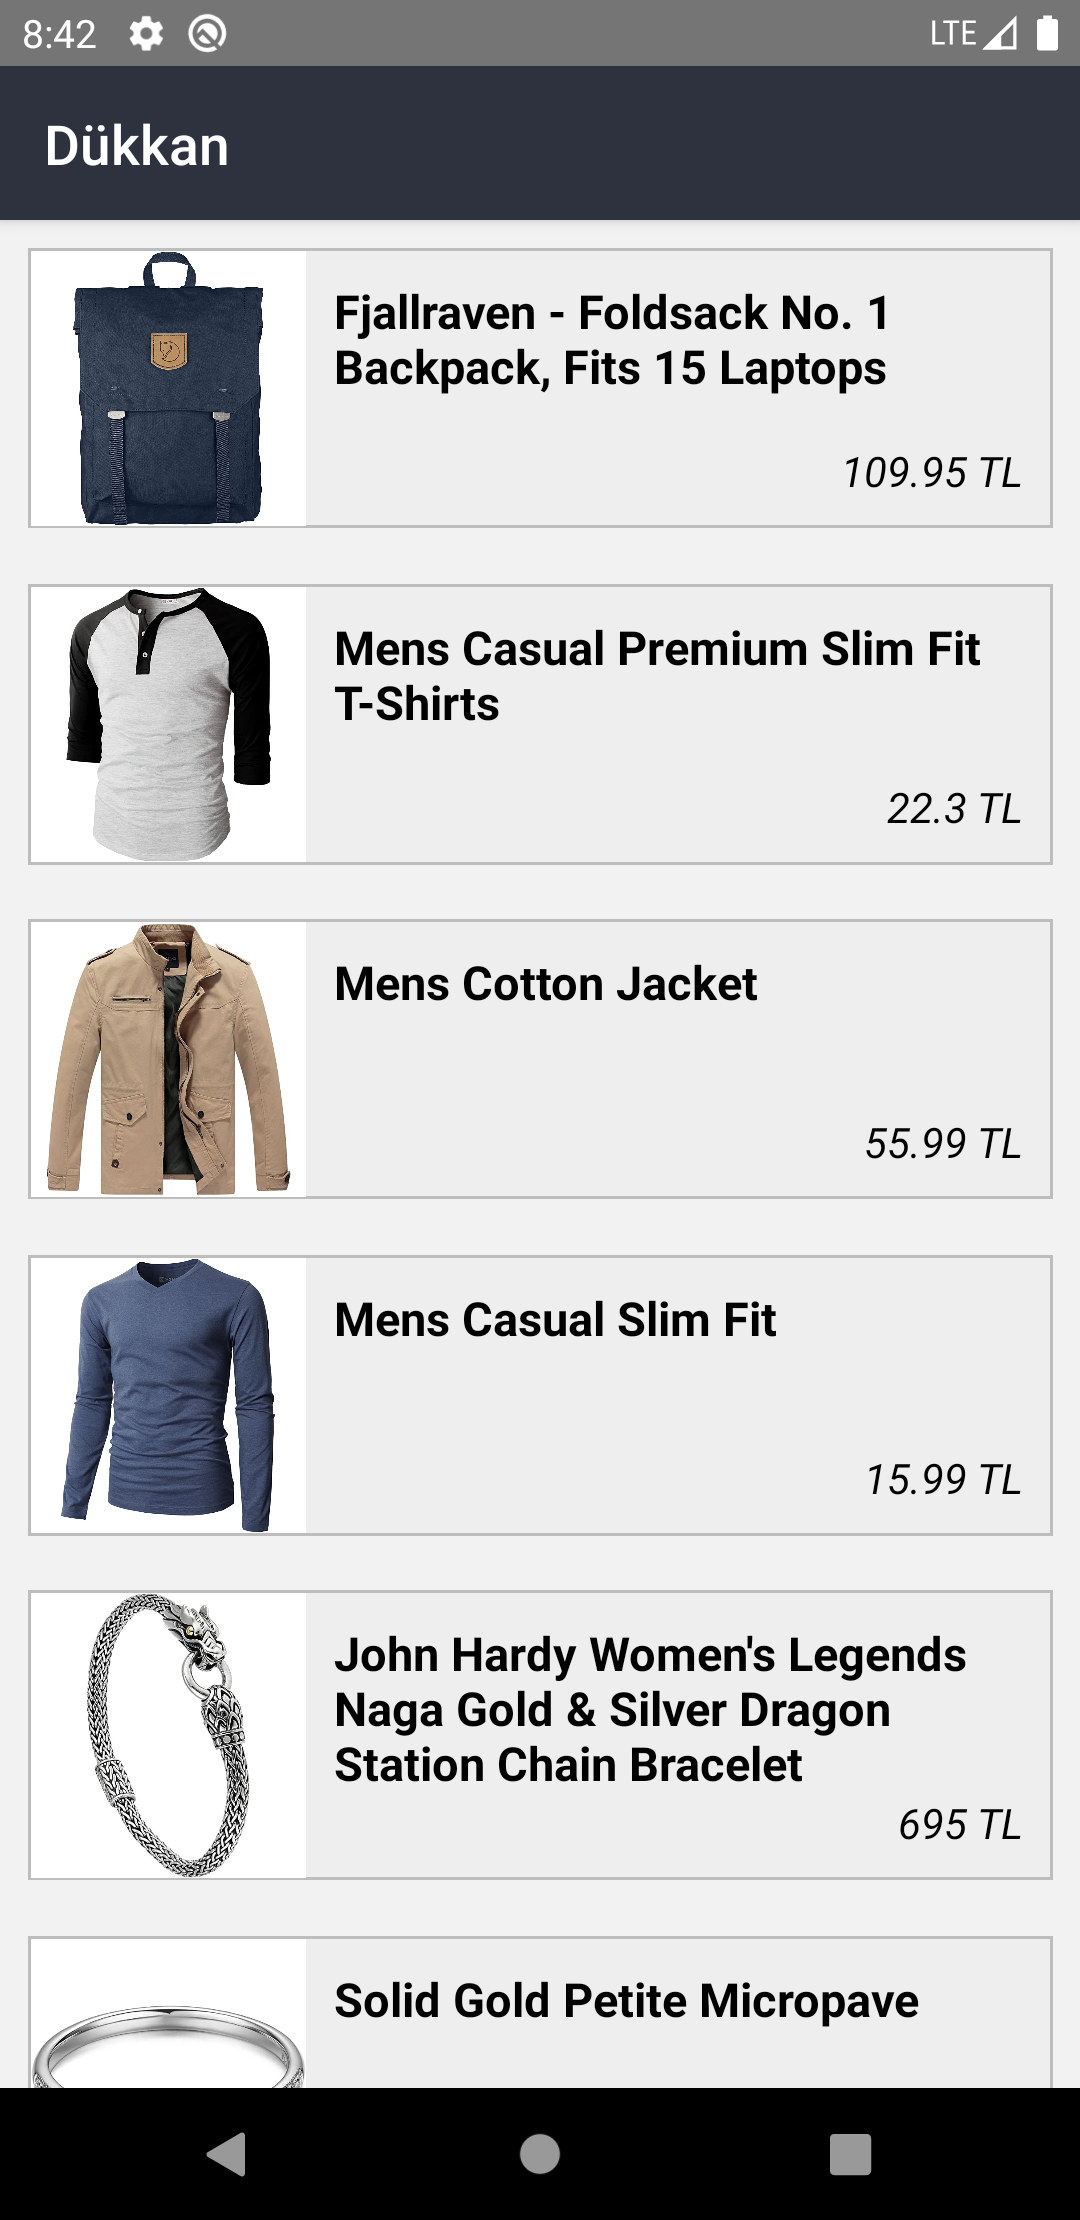 8:42
LTE
Dükkan
Fjallraven - Foldsack No. 1
Backpack, Fits 15 Laptops
109.95 TL
Mens Casual Premium Slim Fit
T-Shirts
22.3 TL
Mens Cotton Jacket
55.99 TL
Mens Casual Slim Fit
15.99 TL
John Hardy Women's Legends
Naga Gold & Silver Dragon
Station Chain Bracelet
695 TL
Solid Gold Petite Micropave